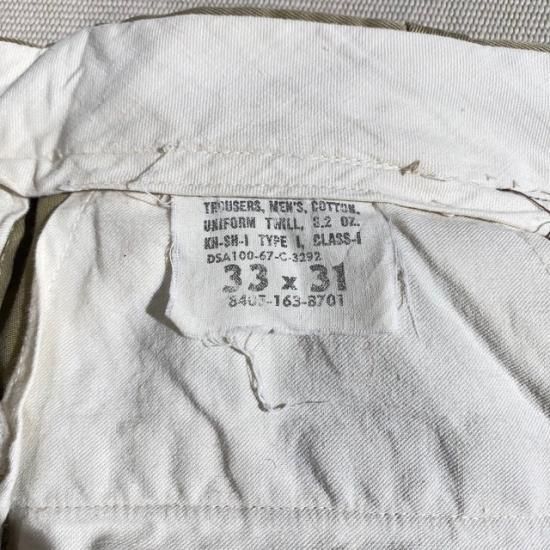 TROUSERS, MEN'S, COTTON,
UNIFORM TWILL, 8.2 OZ.
KH-SH-1 TYPE I, CLASS-1
DSA100-67-C-3292
33 x 31
8405-163-8701